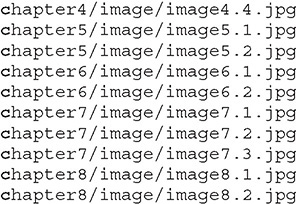 chapter4/image/image4.4.jpg
chapter5/image/image5.1.jpg
chapter5/image/image5.2.jpg
chapter6/image/image6.1.jpg
chapter6/image/image6.2.jpg
chapter7/image/image7.1.jpg
chapter7/image/image7.2.jpg
chapter7/image/image7.3.jpg
chapter8/image/image8.1.jpg
chapter8/image/image8.2.jpg